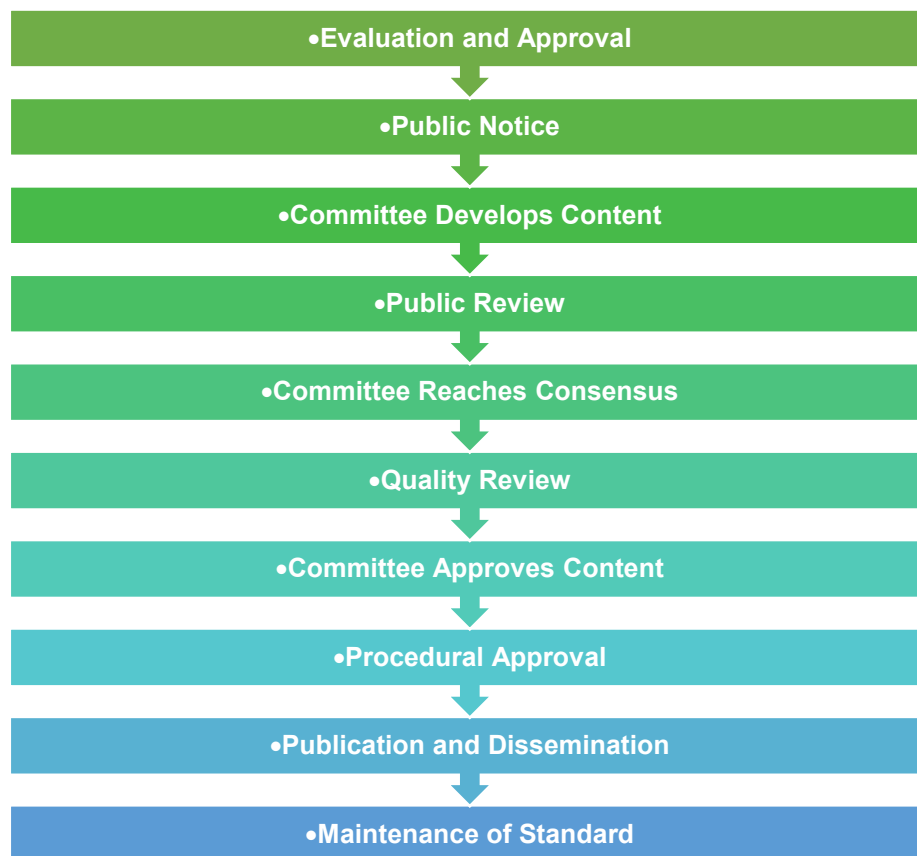 •Evaluation and Approval
•Public Notice
•Committee Develops Content
•Public Review
•Committee Reaches Consensus
•Quality Review
•Committee Approves Content
•Procedural Approval
•Publication and Dissemination
•Maintenance of Standard